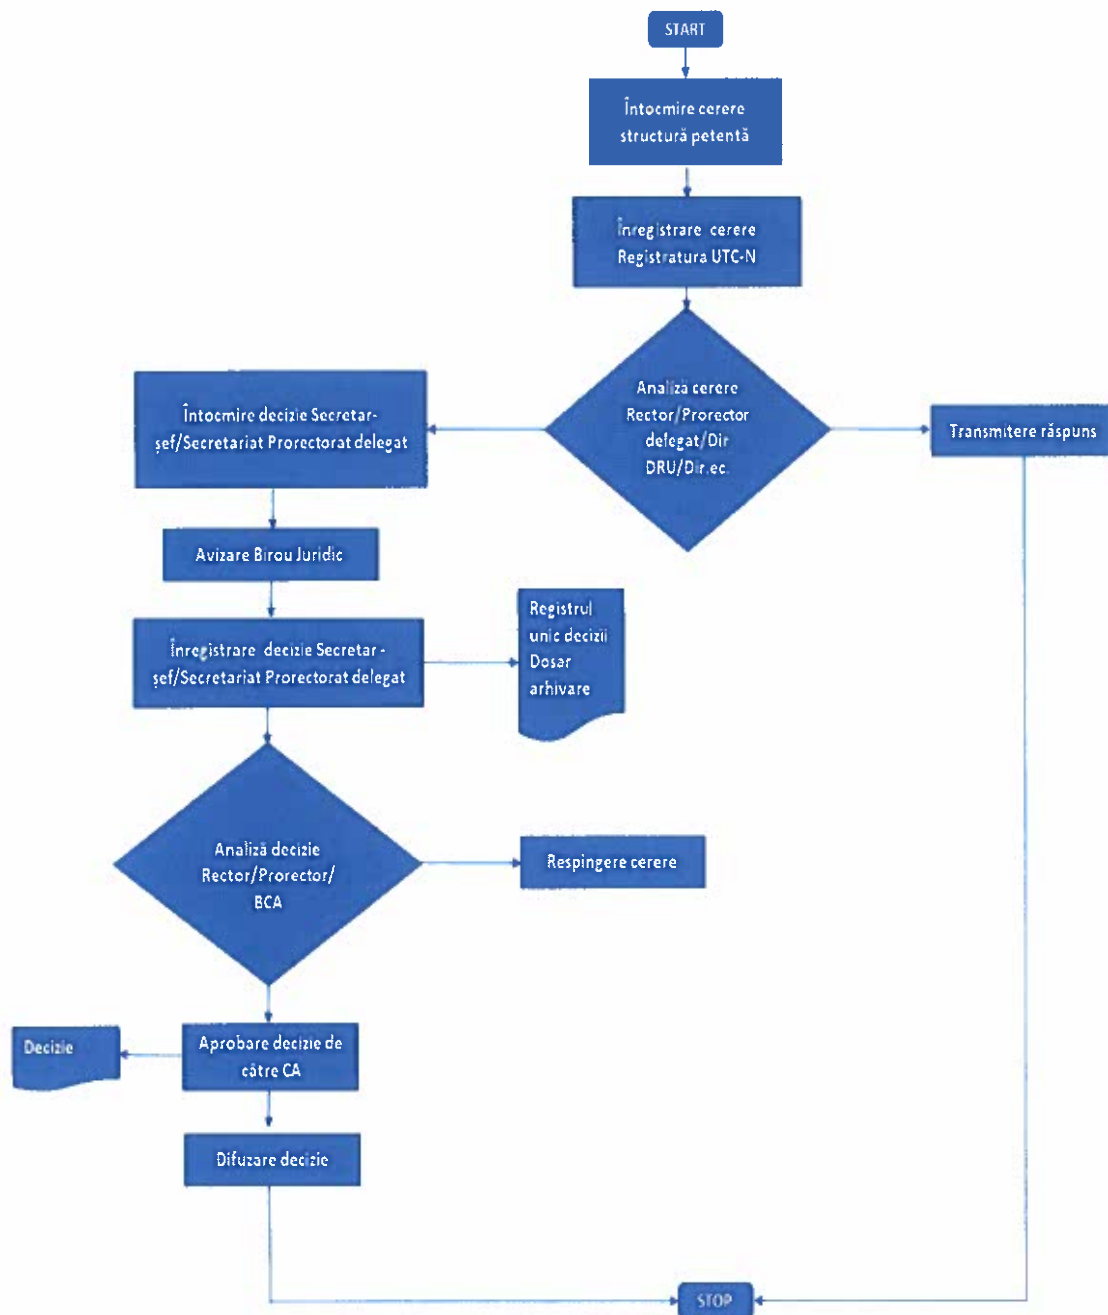 START
Întocmire cerere
structură petentă
Înregistrare cerere
Registratura UTC-N
Analiză cerere
Rector/Prorector
delegat/Dir
DRU/Dir.ec.
Întocmire decizie Secretar-
șef/Secretariat Prorectorat delegat
Transmitere răspuns
Avizare Birou Juridic
Înregistrare decizie Secretar -
șef/Secretariat Prorectorat delegat
Registrul
unic decizii
Dosar
arhivare
Analiză decizie
Rector/Prorector/
BCA
Respingere cerere
Aprobare decizie de
către CA
Decizie
Difuzare decizie
STOP